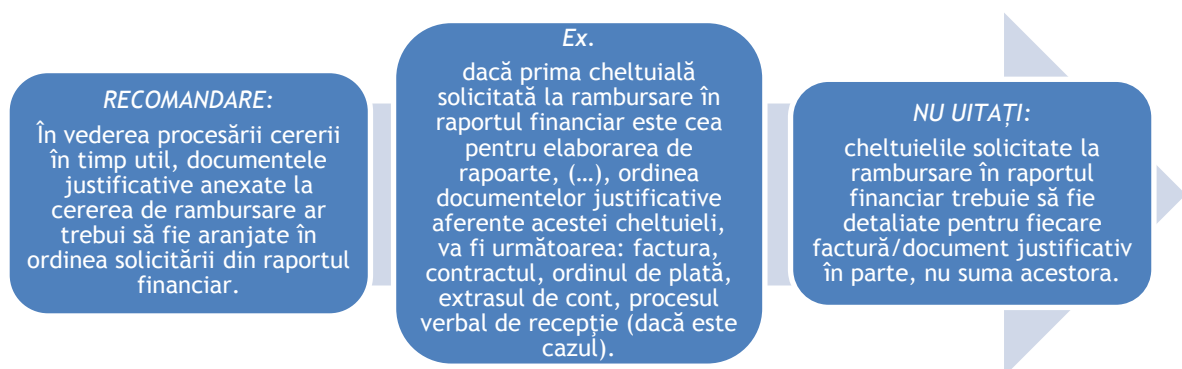 RECOMANDARE:
În vederea procesării cererii
în timp util, documentele
justificative anexate la
cererea de rambursare ar
trebui să fie aranjate în
ordinea solicitării din raportul
financiar.
Ex.
dacă prima cheltuială
solicitată la rambursare în
raportul financiar este cea
pentru elaborarea de
rapoarte, (…), ordinea
documentelor justificative
aferente acestei cheltuieli,
va fi următoarea: factura,
contractul, ordinul de plată,
extrasul de cont, procesul
verbal de recepție (dacă este
cazul).
NU UITAȚI:
cheltuielile solicitate la
rambursare în raportul
financiar trebuie să fie
detaliate pentru fiecare
factură/document justificativ
în parte, nu suma acestora.